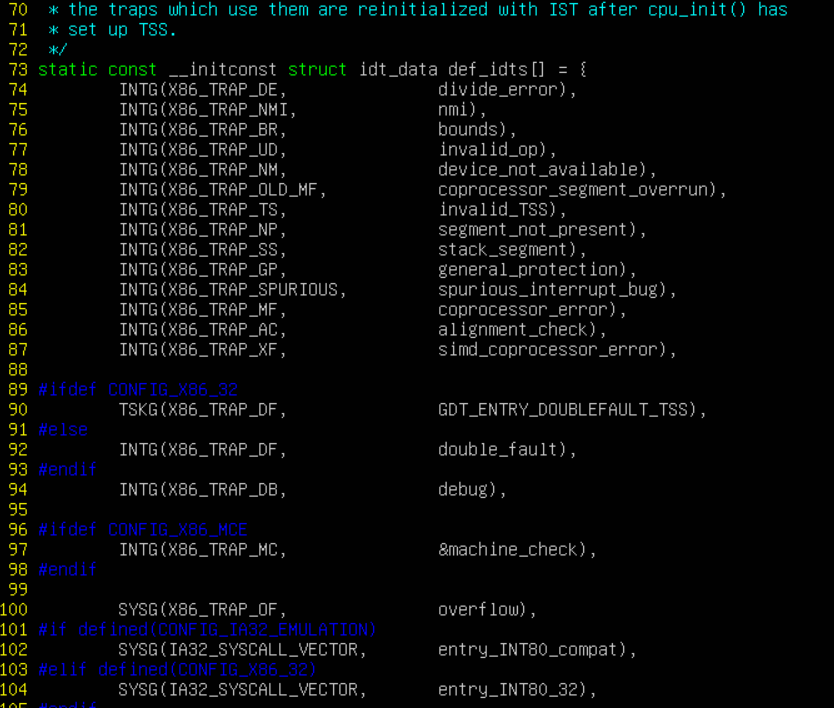 70  * the traps which use them are reinitialized with IST after cpu_init() has
71  * set up TSS.
72  */
73 static const __initconst struct idt_data def_idts[] = {
74         INTG(X86_TRAP_DE,               divide_error),
75         INTG(X86_TRAP_NMI,              nmi),
76         INTG(X86_TRAP_BR,               bounds),
77         INTG(X86_TRAP_UD,               invalid_op),
78         INTG(X86_TRAP_NM,               device_not_available),
79         INTG(X86_TRAP_OLD_MF,           coprocessor_segment_overrun),
80         INTG(X86_TRAP_TS,               invalid_TSS),
81         INTG(X86_TRAP_NP,               segment_not_present),
82         INTG(X86_TRAP_SS,               stack_segment),
83         INTG(X86_TRAP_GP,               general_protection),
84         INTG(X86_TRAP_SPURIOUS,         spurious_interrupt_bug),
85         INTG(X86_TRAP_MF,               coprocessor_error),
86         INTG(X86_TRAP_AC,               alignment_check),
87         INTG(X86_TRAP_XF,               simd_coprocessor_error),
88
89 #ifdef CONFIG_X86_32
90         TSKG(X86_TRAP_DF,               GDT_ENTRY_DOUBLEFAULT_TSS),
91 #else
92         INTG(X86_TRAP_DF,               double_fault),
93 #endif
94         INTG(X86_TRAP_DB,               debug),
95
96 #ifdef CONFIG_X86_MCE
97         INTG(X86_TRAP_MC,               &machine_check),
98 #endif
99
100         SYSG(X86_TRAP_OF,               overflow),
101 #if defined(CONFIG_IA32_EMULATION)
102         SYSG(IA32_SYSCALL_VECTOR,       entry_INT80_compat),
103 #elif defined(CONFIG_X86_32)
104         SYSG(IA32_SYSCALL_VECTOR,       entry_INT80_32),
105 #endif